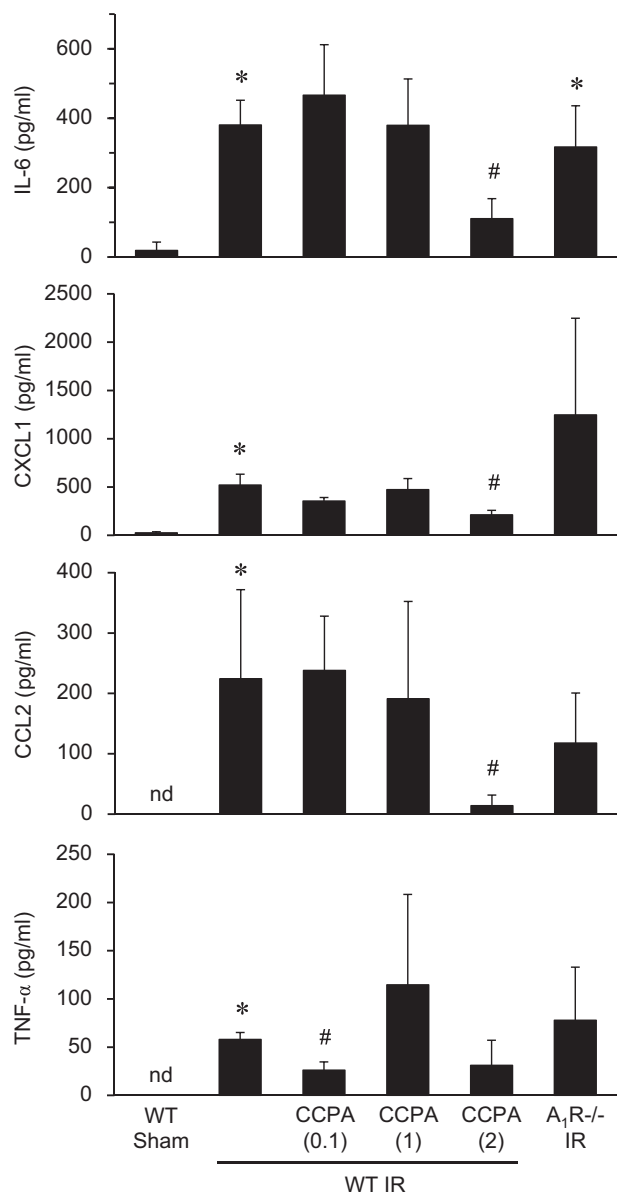 IL-6 (pg/ml)
600
400
200
0
*
*
#
*
CXCL1 (pg/ml)
2500
2000
1500
1000
500
0
*
#
CCL2 (pg/ml)
400
300
200
100
0
nd
*
#
TNF-α (pg/ml)
250
200
150
100
50
0
nd
*
#
WT
Sham
CCPA
(0.1)
CCPA
(1)
CCPA
(2)
A₁R-/-
IR
WT IR